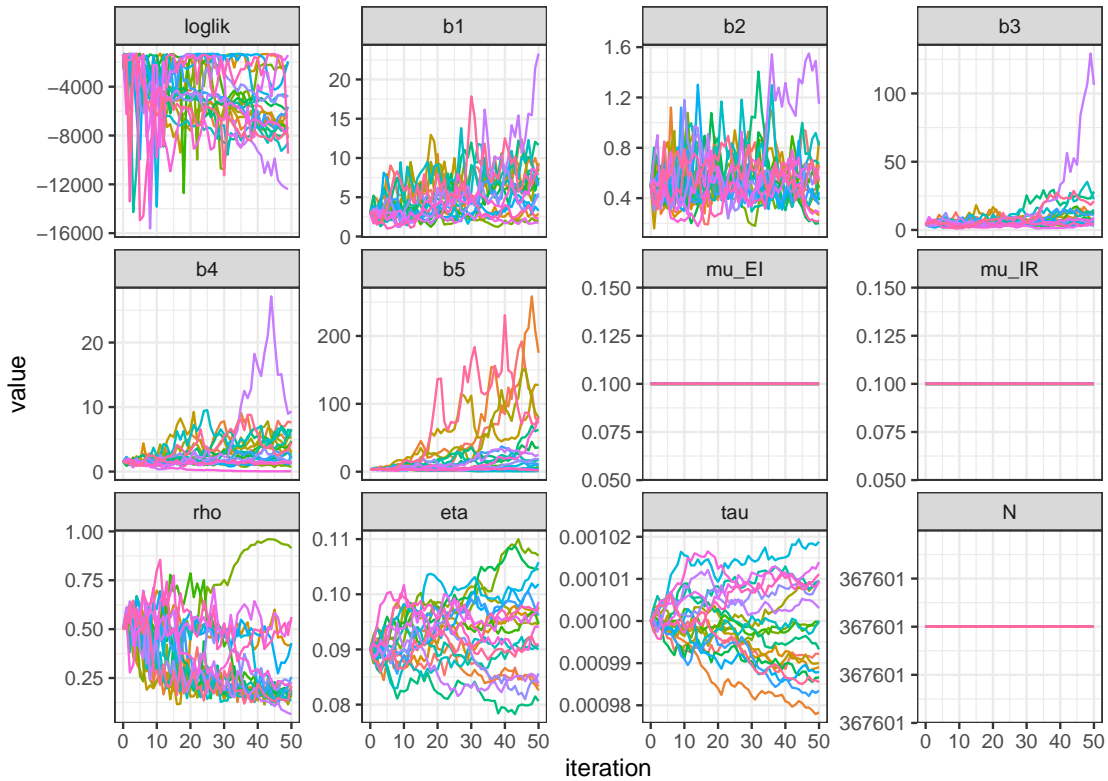 loglik b1 b2 b3
−4000 −8000 −12000 −16000
20 15 10 5 0
1.6 1.2 0.8 0.4
100 50 0
b4 b5 mu_EI mu_IR
20 10 0
200 100 0
0.150 0.125 0.100 0.075 0.050
0.150 0.125 0.100 0.075 0.050
rho eta tau N
1.00 0.75 0.50 0.25
0.11 0.10 0.09 0.08
0.00102 0.00101 0.00100 0.00099 0.00098
367601 367601 367601 367601
0 10 20 30 40 50 0 10 20 30 40 50 0 10 20 30 40 50 0 10 20 30 40 50
value
iteration